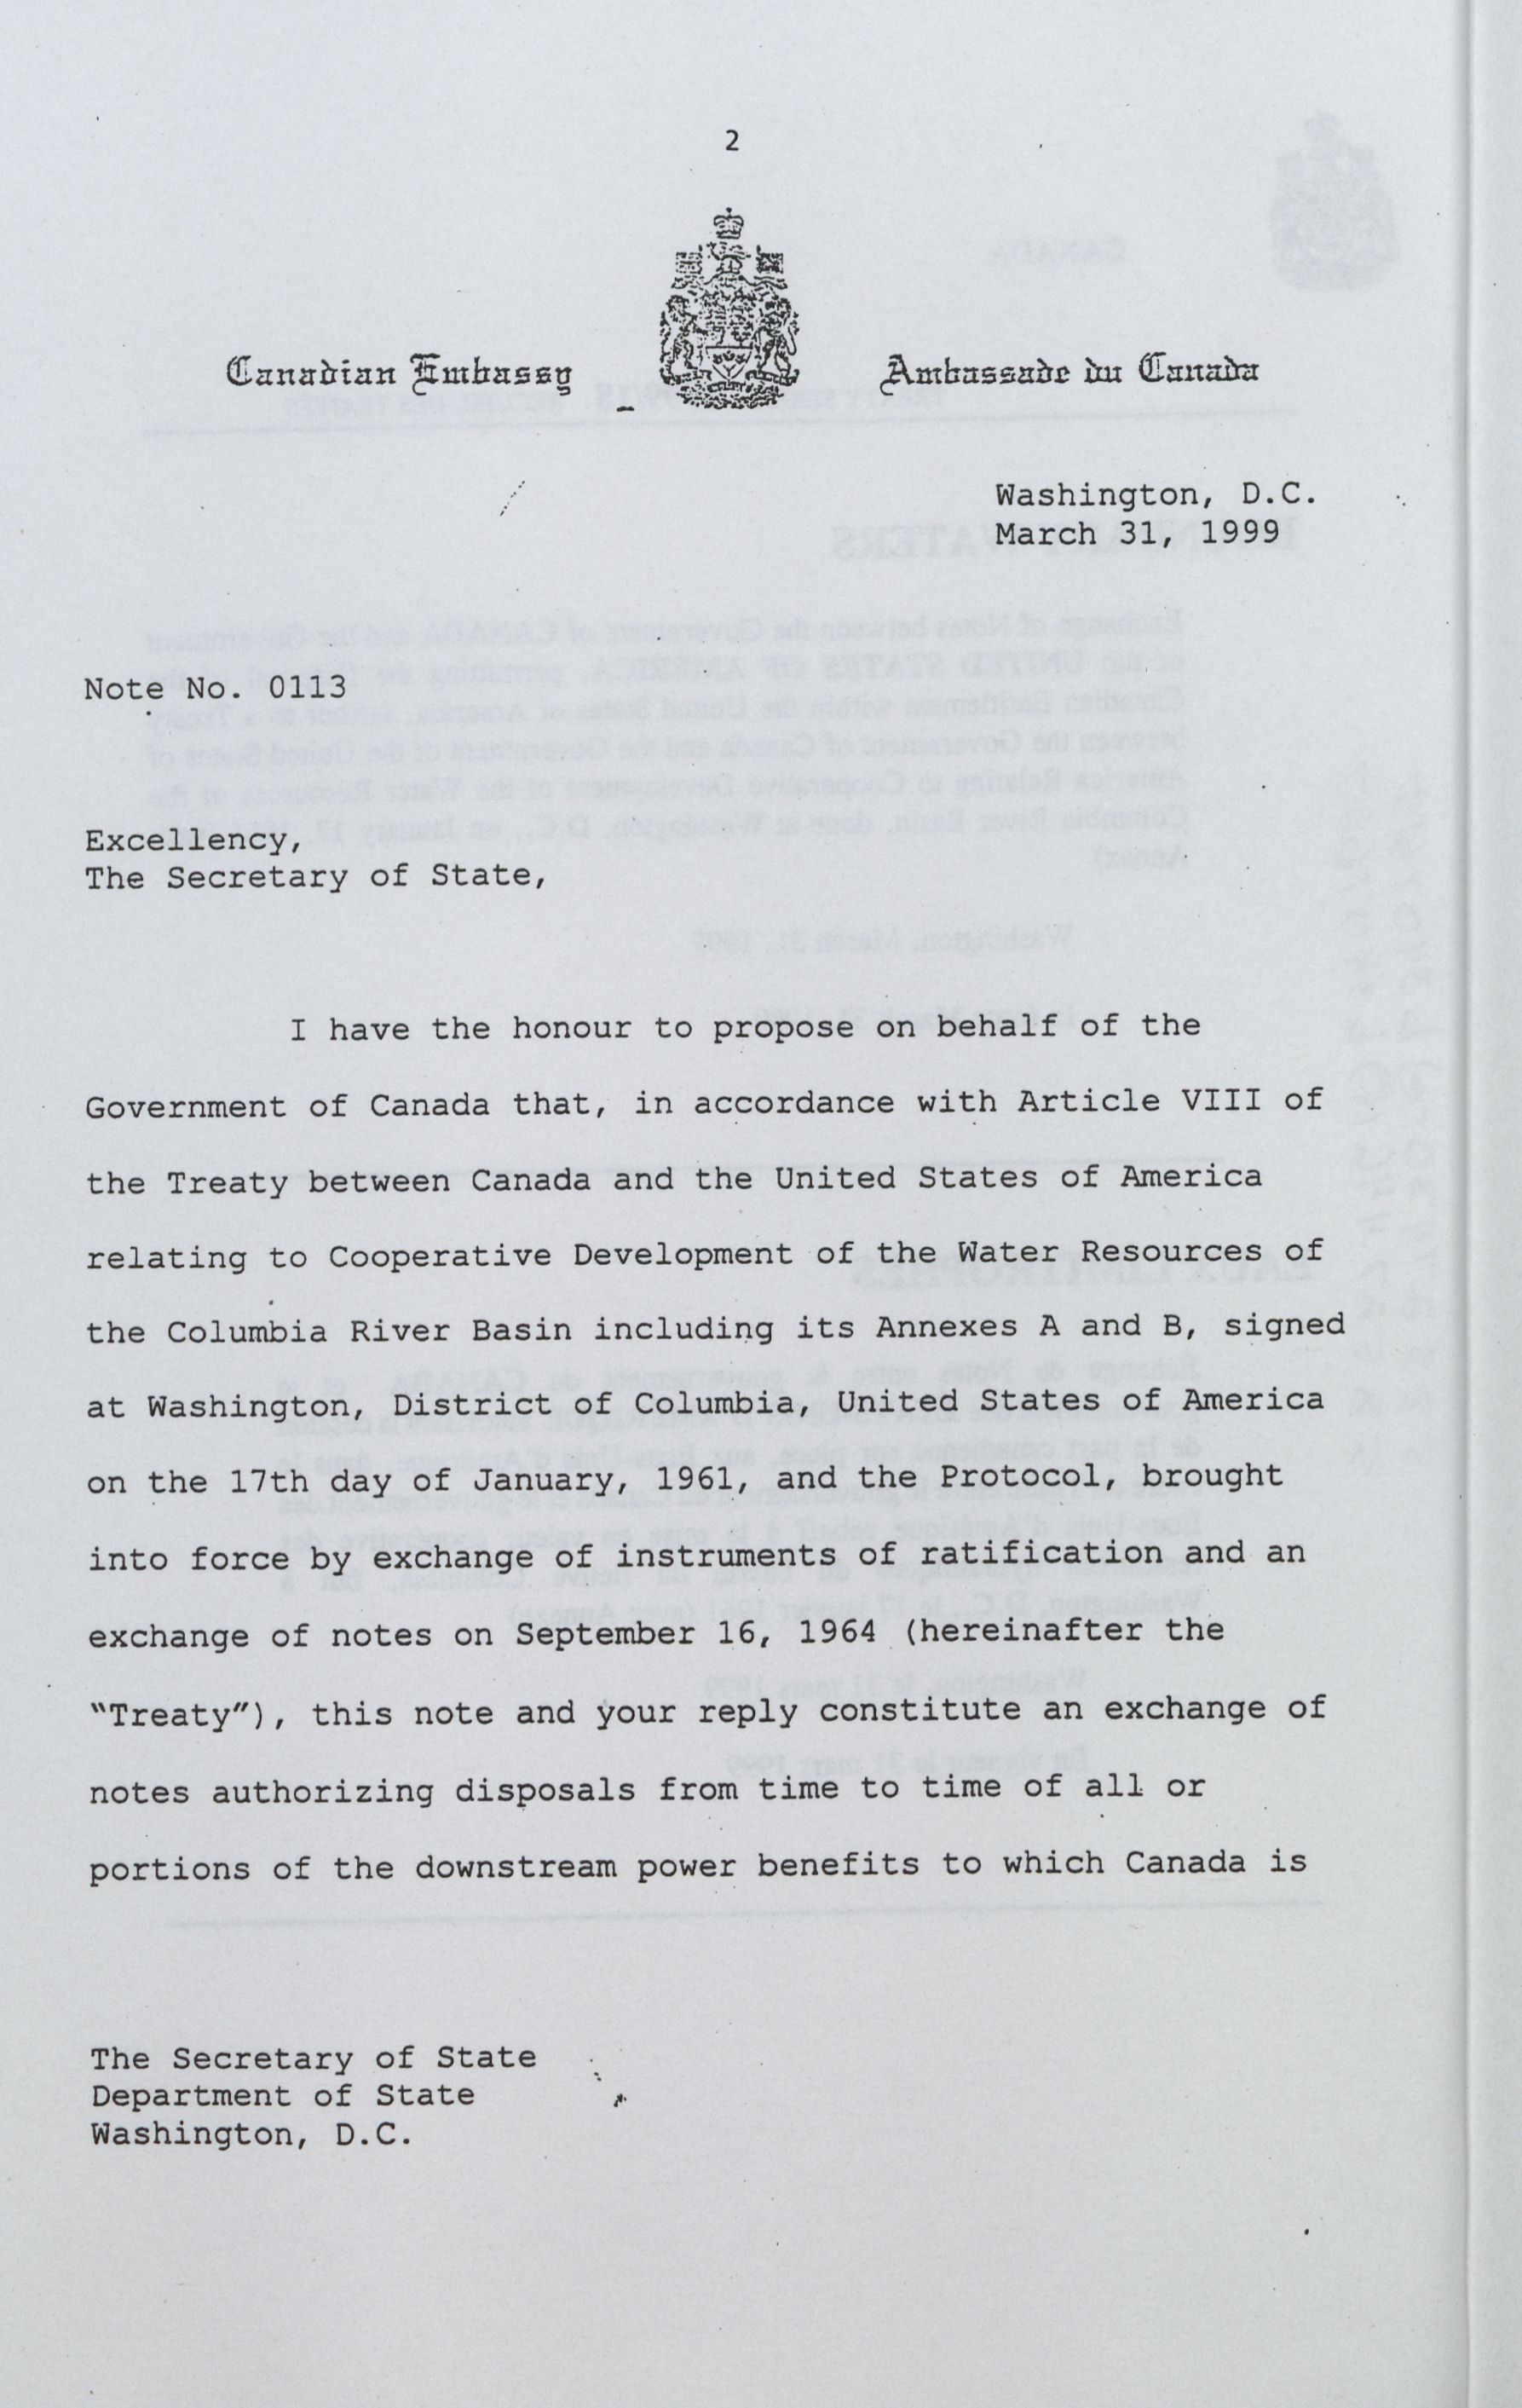 2
Canadian Embassy
Ambassade du Canada
Washington, D.C.
March 31, 1999
Note No. 0113
Excellency,
The Secretary of State,
I have the honour to propose on behalf of the
Government of Canada that, in accordance with Article VIII of
the Treaty between Canada and the United States of America
relating to Cooperative Development of the Water Resources of
the Columbia River Basin including its Annexes A and B, signed
at Washington, District of Columbia, United States of America
on the 17th day of January, 1961, and the Protocol, brought
into force by exchange of instruments of ratification and an
exchange of notes on September 16, 1964 (hereinafter the
“Treaty”), this note and your reply constitute an exchange of
notes authorizing disposals from time to time of all or
portions of the downstream power benefits to which Canada is
The Secretary of State
Department of State
Washington, D.C.